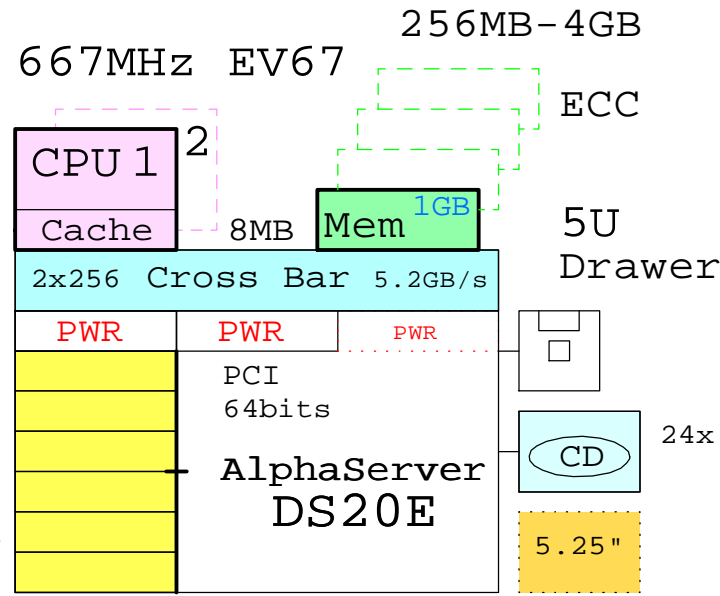 256MB-4GB
667MHz EV67
ECC
2
CPU 1
1GB
Cache
8MB
Mem
5U
Drawer
2x256 Cross Bar 5.2GB/s
PWR PWR PWR
PCI
64bits
24x
AlphaServer
CD
DS20E
5.25"